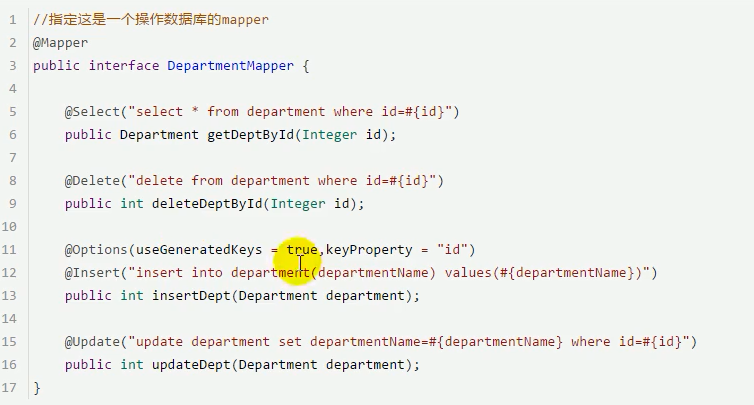 1 //指定这是一个操作数据库的mapper
2 @Mapper
3 public interface DepartmentMapper {
4
5 @Select("select * from department where id=#{id}")
6 public Department getDeptById(Integer id);
7
8 @Delete("delete from department where id=#{id}")
9 public int deleteDeptById(Integer id);
10
11 @Options(useGeneratedKeys = true,keyProperty = "id")
12 @Insert("insert into department(departmentName) values(#{departmentName})")
13 public int insertDept(Department department);
14
15 @Update("update department set departmentName=#{departmentName} where id=#{id}")
16 public int updateDept(Department department);
17 }